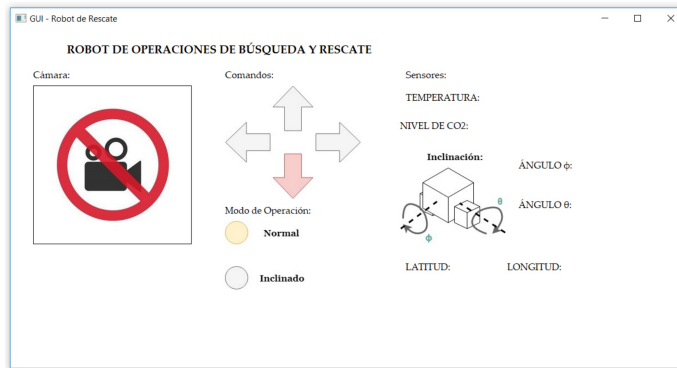 GUI - Robot de Rescate
ROBOT DE OPERACIONES DE BÚSQUEDA Y RESCATE
Cámara:
Comandos:
Sensores:
TEMPERATURA:
NIVEL DE CO2:
Inclinación:
ÁNGULO ϕ:
θ
ÁNGULO θ:
ϕ
Modo de Operación:
Normal
Inclinado
LATITUD:
LONGITUD: